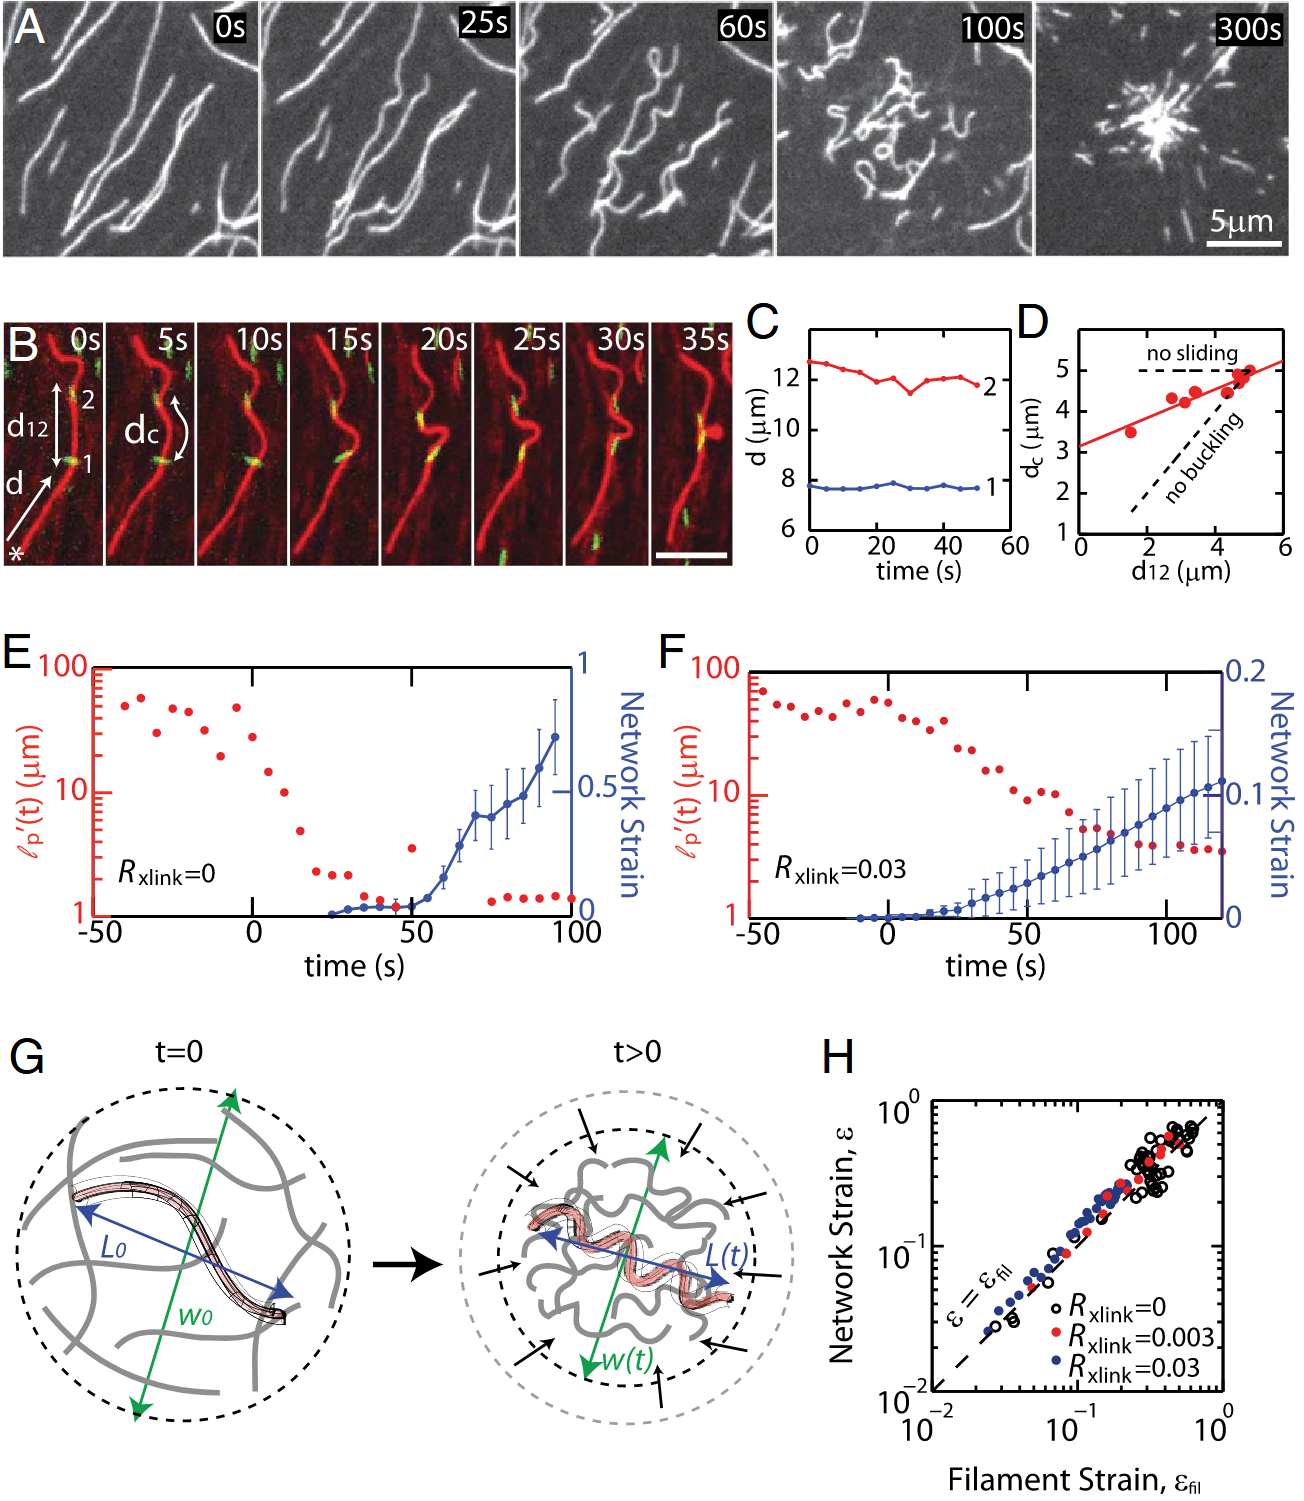 A
0s
25s
60s
100s
300s
5μm
B
0s
5s
10s
15s
20s
25s
30s
35s
d12
2
1
d
*
dc
C
12
10
8
6
d (μm)
2
1
0
20
40
60
time (s)
D
5
4
3
2
1
dc (μm)
no sliding
no buckling
0
2
4
6
d12 (μm)
E
100
10
1
ℓp'(t) (μm)
Rxlink=0
1
0.5
0
Network Strain
-50
0
50
100
time (s)
F
100
10
1
ℓp'(t) (μm)
Rxlink=0.03
0.2
0.1
0
Network Strain
-50
0
50
100
time (s)
G
t=0
t>0
L0
w0
L(t)
w(t)
H
10⁰
10⁻¹
10⁻²
Network Strain, ε
ε = εfil
Rxlink=0
Rxlink=0.003
Rxlink=0.03
10⁻²
10⁻¹
10⁰
Filament Strain, εfil